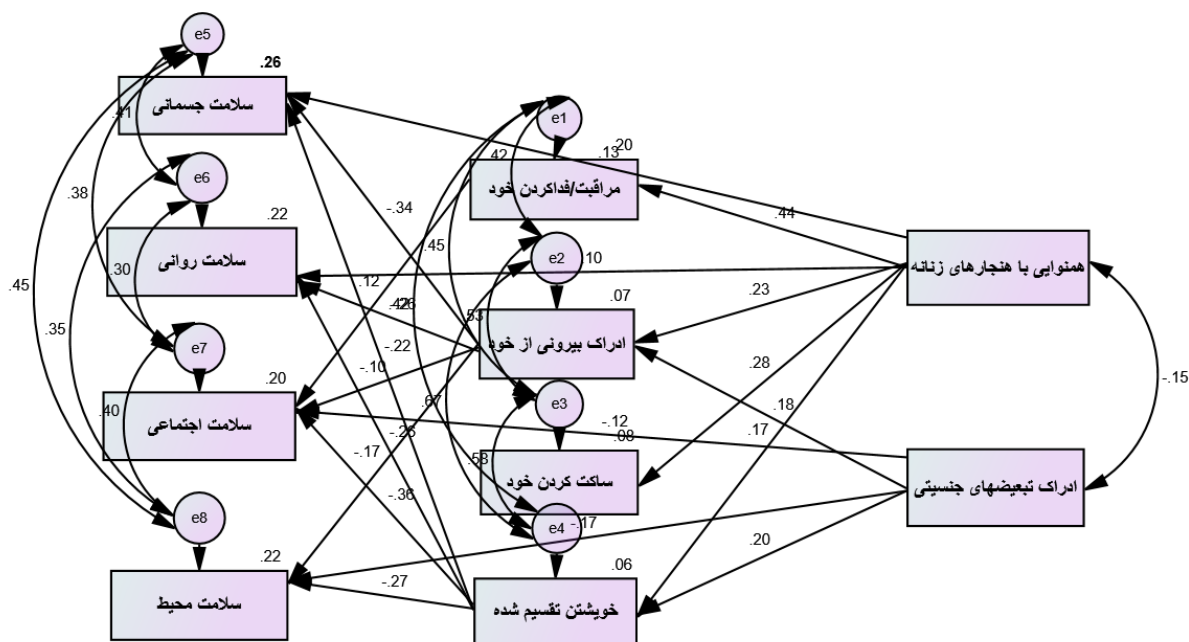 e5
.26
سلامت جسمانی
.41
e1
.20
.13
مراقبت/فداکردن خود
.42
e6
.38
.22
سلامت روانی
-.34
.44
.45
همنوایی با هنجارهای زنانه
e2
.10
.30
.12
.07
.23
.45
.35
.53
ادراک بیرونی از خود
e7
-.22
-.10
.28
.20
سلامت اجتماعی
.40
.67
e3
-.12
.08
.18
.17
-.15
-.17
ساکت کردن خود
.58
-.36
ادراک تبعیضهای جنسیتی
e8
e4
-.17
.20
.22
سلامت محیط
-.27
.06
خویشتن تقسیم شده